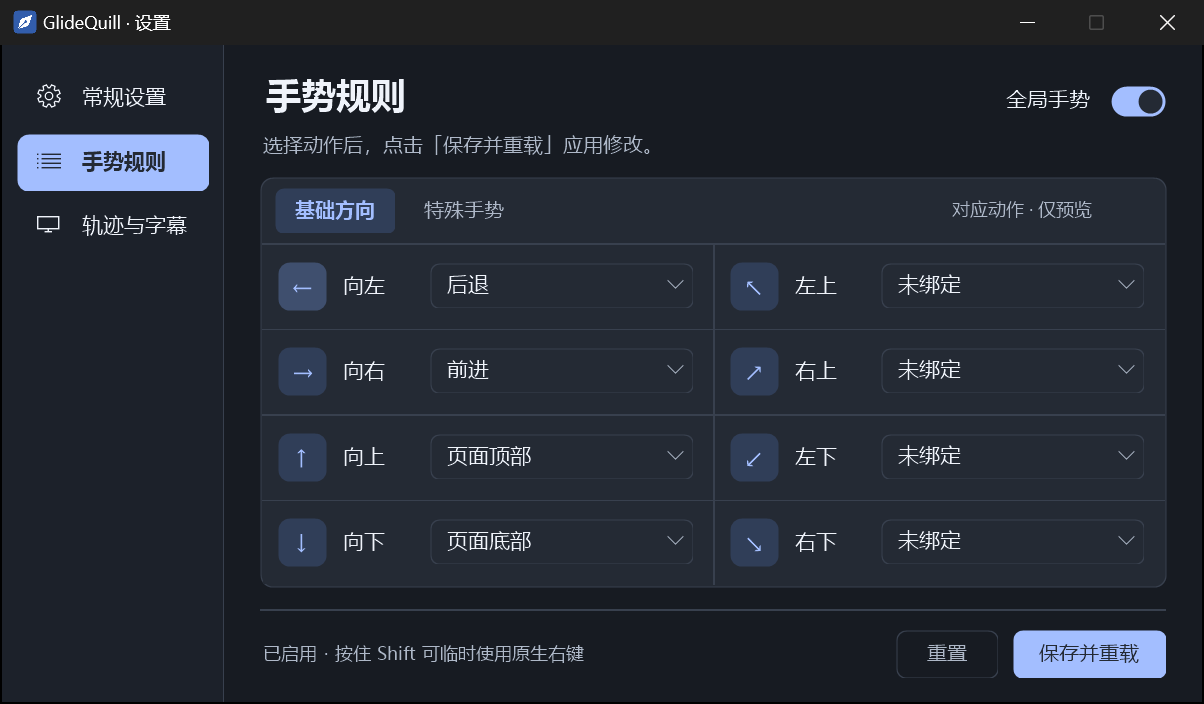 GlideQuill · 设置
常规设置
手势规则
轨迹与字幕
手势规则
全局手势
选择动作后，点击「保存并重载」应用修改。
基础方向 特殊手势 对应动作 · 仅预览
← 向左 后退 ↖ 左上 未绑定
→ 向右 前进 ↗ 右上 未绑定
↑ 向上 页面顶部 ↙ 左下 未绑定
↓ 向下 页面底部 ↘ 右下 未绑定
已启用 · 按住 Shift 可临时使用原生右键 重置 保存并重载